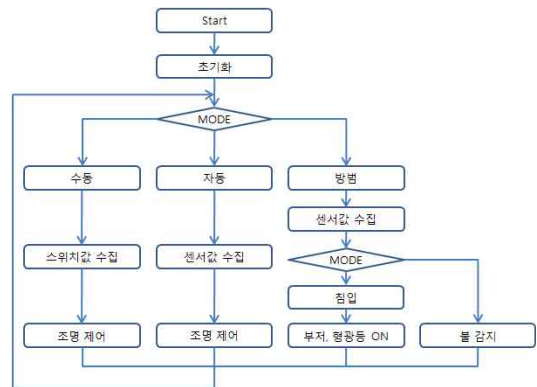 Start
초기화
MODE
수동
자동
방범
센서값 수집
스위치값 수집
센서값 수집
MODE
침입
조명 제어
조명 제어
부저, 형광등 ON
불 감지